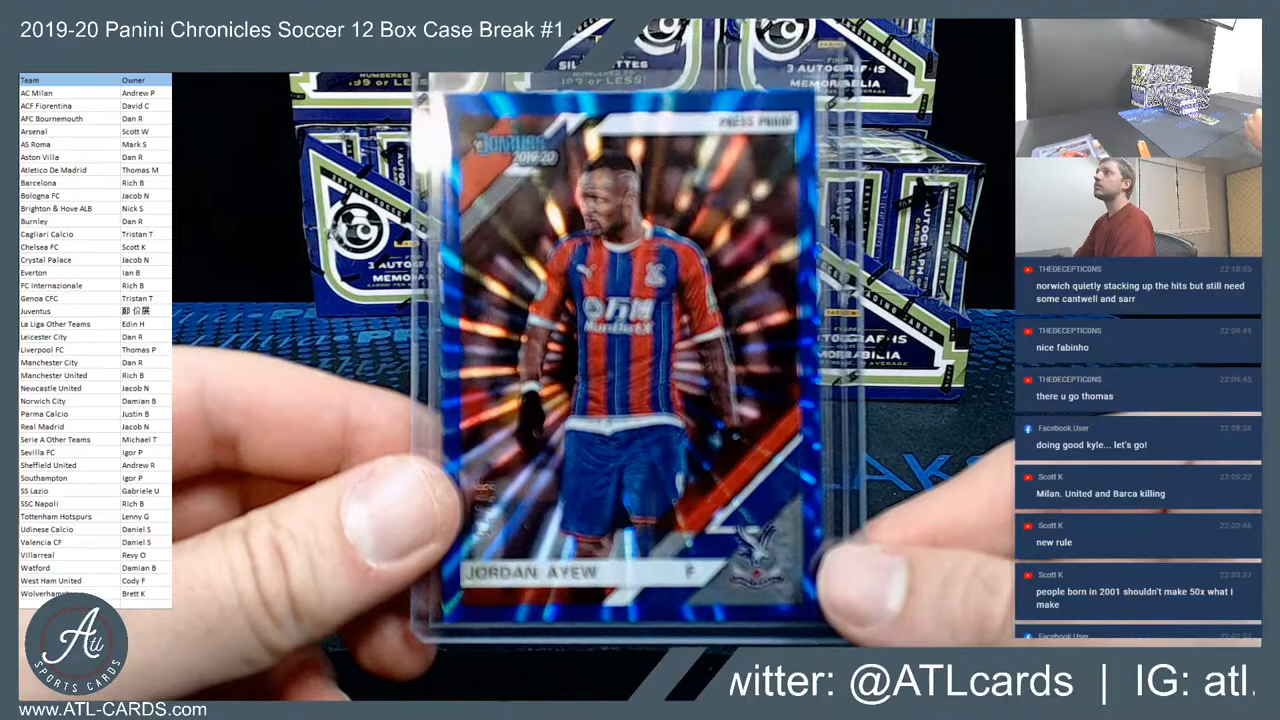 2019-20 Panini Chronicles Soccer 12 Box Case Break #1
Team Owner
AC Milan Andrew P
ACF Fiorentina David C
AFC Bournemouth Dan R
Arsenal Scott W
AS Roma Mark S
Aston Villa Dan R
Atletico De Madrid Thomas M
Barcelona Rich B
Bologna FC Jacob N
Brighton & Hove ALB Nick S
Burnley Dan R
Cagliari Calcio Tristan T
Chelsea FC Scott K
Crystal Palace Jacob N
Everton Ian B
FC Internazionale Rich B
Genoa CFC Tristan T
Juventus
La Liga Other Teams Edin H
Leicester City Dan R
Liverpool FC Thomas P
Manchester City Dan R
Manchester United Rich B
Newcastle United Jacob N
Norwich City Damian B
Parma Calcio Justin B
Real Madrid Jacob N
Serie A Other Teams Michael T
Sevilla FC Igor P
Sheffield United Andrew R
Southampton Igor P
SS Lazio Gabriele U
SSC Napoli Rich B
Tottenham Hotspurs Lenny G
Udinese Calcio Daniel S
Valencia CF Daniel S
Villarreal Revy O
Watford Damian B
West Ham United Cody F
Brett K
Atl
SPORTS CARDS
www.ATL-CARDS.com
OR LESS)
3 AUTOGRAPHS
MEMORABILIA
PRESS PROOF
DONRUSS
2019-20
JORDAN AYEW F
THEDECEPTICONS 22:10:05
norwich quietly stacking up the hits but still need
some cantwell and sarr
THEDECEPTICONS 22:09:49
nice fabinho
THEDECEPTICONS 22:09:45
there u go thomas
Facebook User 22:09:38
doing good kyle... let's go!
Scott K 22:05:32
Milan. United and Barca killing
Scott K 22:03:46
new rule
Scott K 22:03:37
people born in 2001 shouldn't make 50x what I
make
Facebook User
witter: @ATLcards | IG: atl.